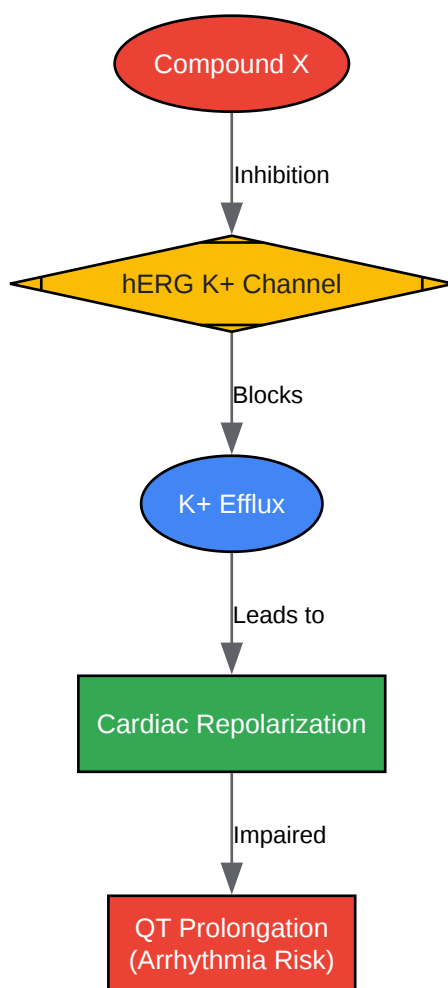 Compound X
Inhibition
hERG K+ Channel
Blocks
K+ Efflux
Leads to
Cardiac Repolarization
Impaired
QT Prolongation
(Arrhythmia Risk)